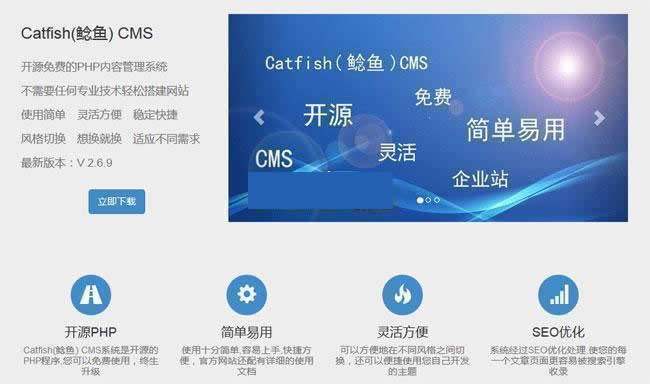 Catfish(鲶鱼) CMS
开源免费的PHP内容管理系统
不需要任何专业技术轻松搭建网站
使用简单 灵活方便 稳定快捷
风格切换 想换就换 适应不同需求
最新版本：V 2.6.9
立即下载
Catfish(鲶鱼)CMS
免费
开源
简单易用
CMS
灵活
企业站
开源PHP
Catfish(鲶鱼) CMS系统是开源的
PHP程序,您可以免费使用，终生
升级
简单易用
使用十分简单,容易上手,快捷方
便，官方网站还配有详细的使用
文档
灵活方便
可以方便地在不同风格之间切
换，还可以便捷使用您自己开发
的主题
SEO优化
系统经过SEO优化处理,使您的每
一个文章页面更容易被搜索引擎
收录